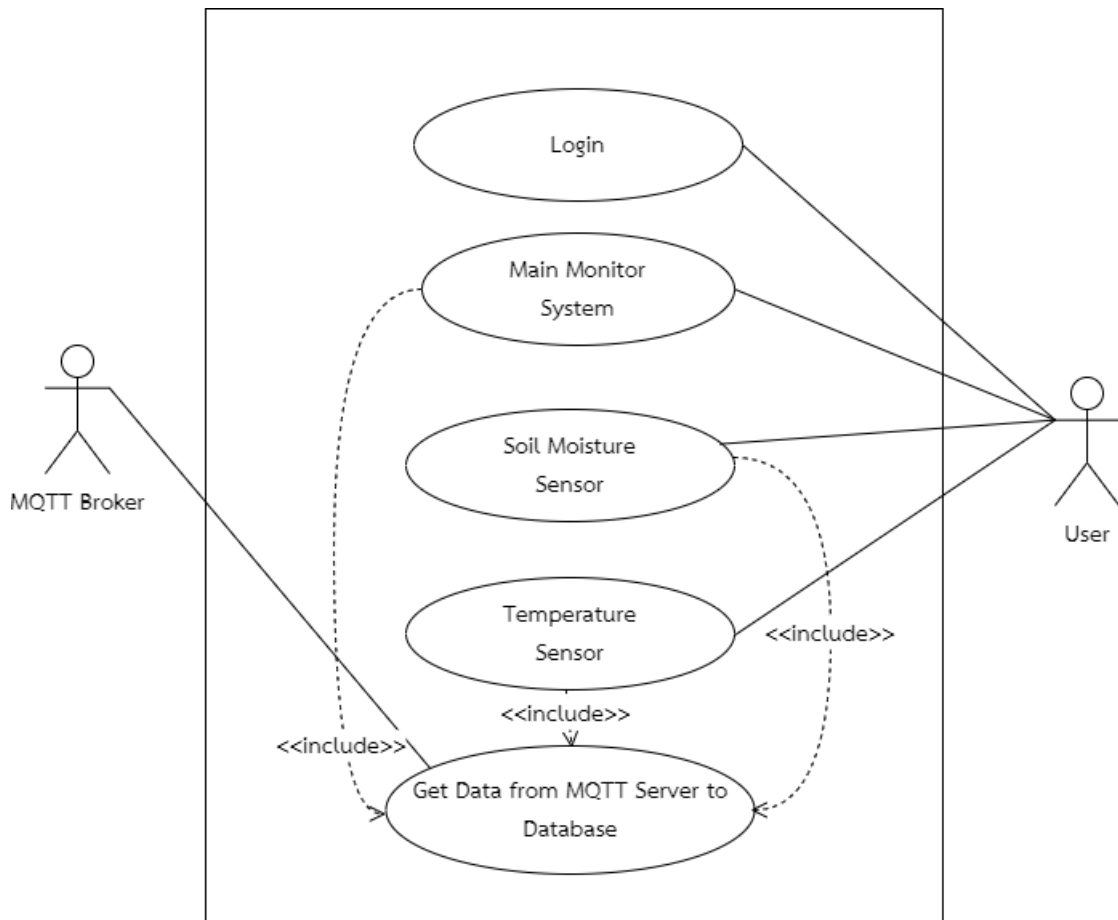 Login
Main Monitor
System
Soil Moisture
Sensor
MQTT Broker
User
Temperature
Sensor
<<include>>
<<include>>
<<include>>
Get Data from MQTT Server to
Database